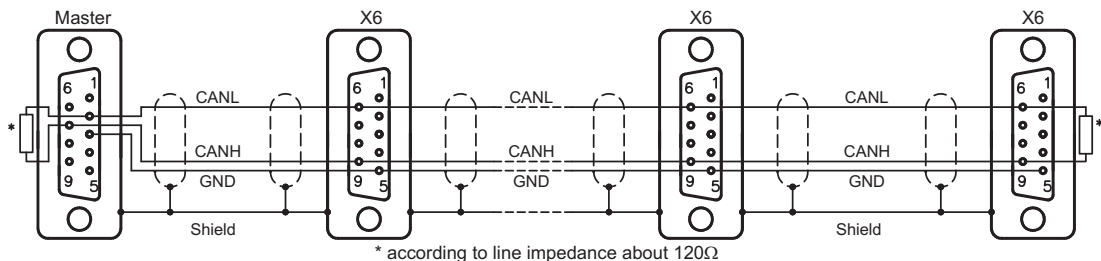 Master X6 X6 X6
6 1 6 1 6 1 6 1
CANL CANL CANL
* *
CANH CANH CANH
9 5 9 5 9 5 9 5
GND GND GND
Shield Shield
* according to line impedance about 120Ω